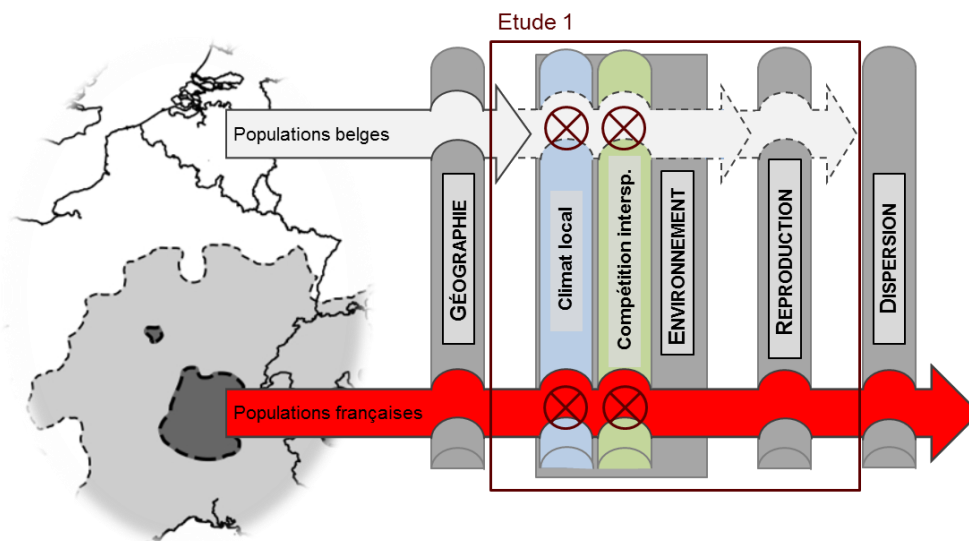 Etude 1
Populations belges
GÉOGRAPHIE
Climat local
Compétition intersp.
ENVIRONNEMENT
REPRODUCTION
DISPERSION
Populations françaises